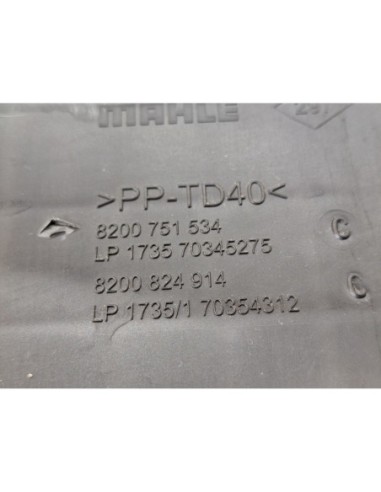 MAHLE
>PP-TD40<
8200 751 534 C
LP 1735 70345275
8200 824 914 C
LP 1735/1 70354312